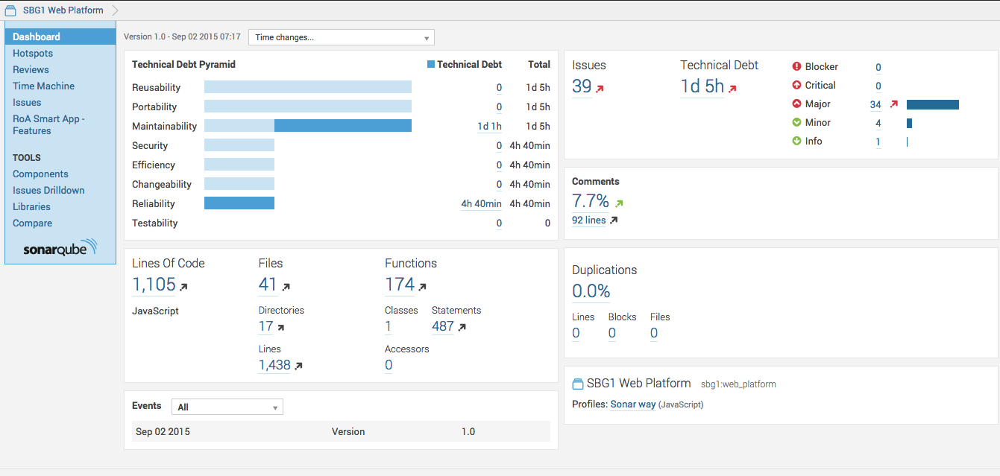 SBG1 Web Platform
Dashboard
Hotspots
Reviews
Time Machine
Issues
RoA Smart App -
Features
TOOLS
Components
Issues Drilldown
Libraries
Compare
sonarqube
Version 1.0 - Sep 02 2015 07:17 Time changes...
Technical Debt Pyramid Technical Debt Total
Reusability 0 1d 5h
Portability 0 1d 5h
Maintainability 1d 1h 1d 5h
Security 0 4h 40min
Efficiency 0 4h 40min
Changeability 0 4h 40min
Reliability 4h 40min 4h 40min
Testability 0 0
Lines Of Code Files Functions
1,105 41 174
JavaScript Directories Classes Statements
17 1 487
Lines Accessors
1,438 0
Events All
Sep 02 2015 Version 1.0
Issues Technical Debt
39 1d 5h
Blocker 0
Critical 0
Major 34
Minor 4
Info 1
Comments
7.7%
92 lines
Duplications
0.0%
Lines Blocks Files
0 0 0
SBG1 Web Platform sbg1:web_platform
Profiles: Sonar way (JavaScript)